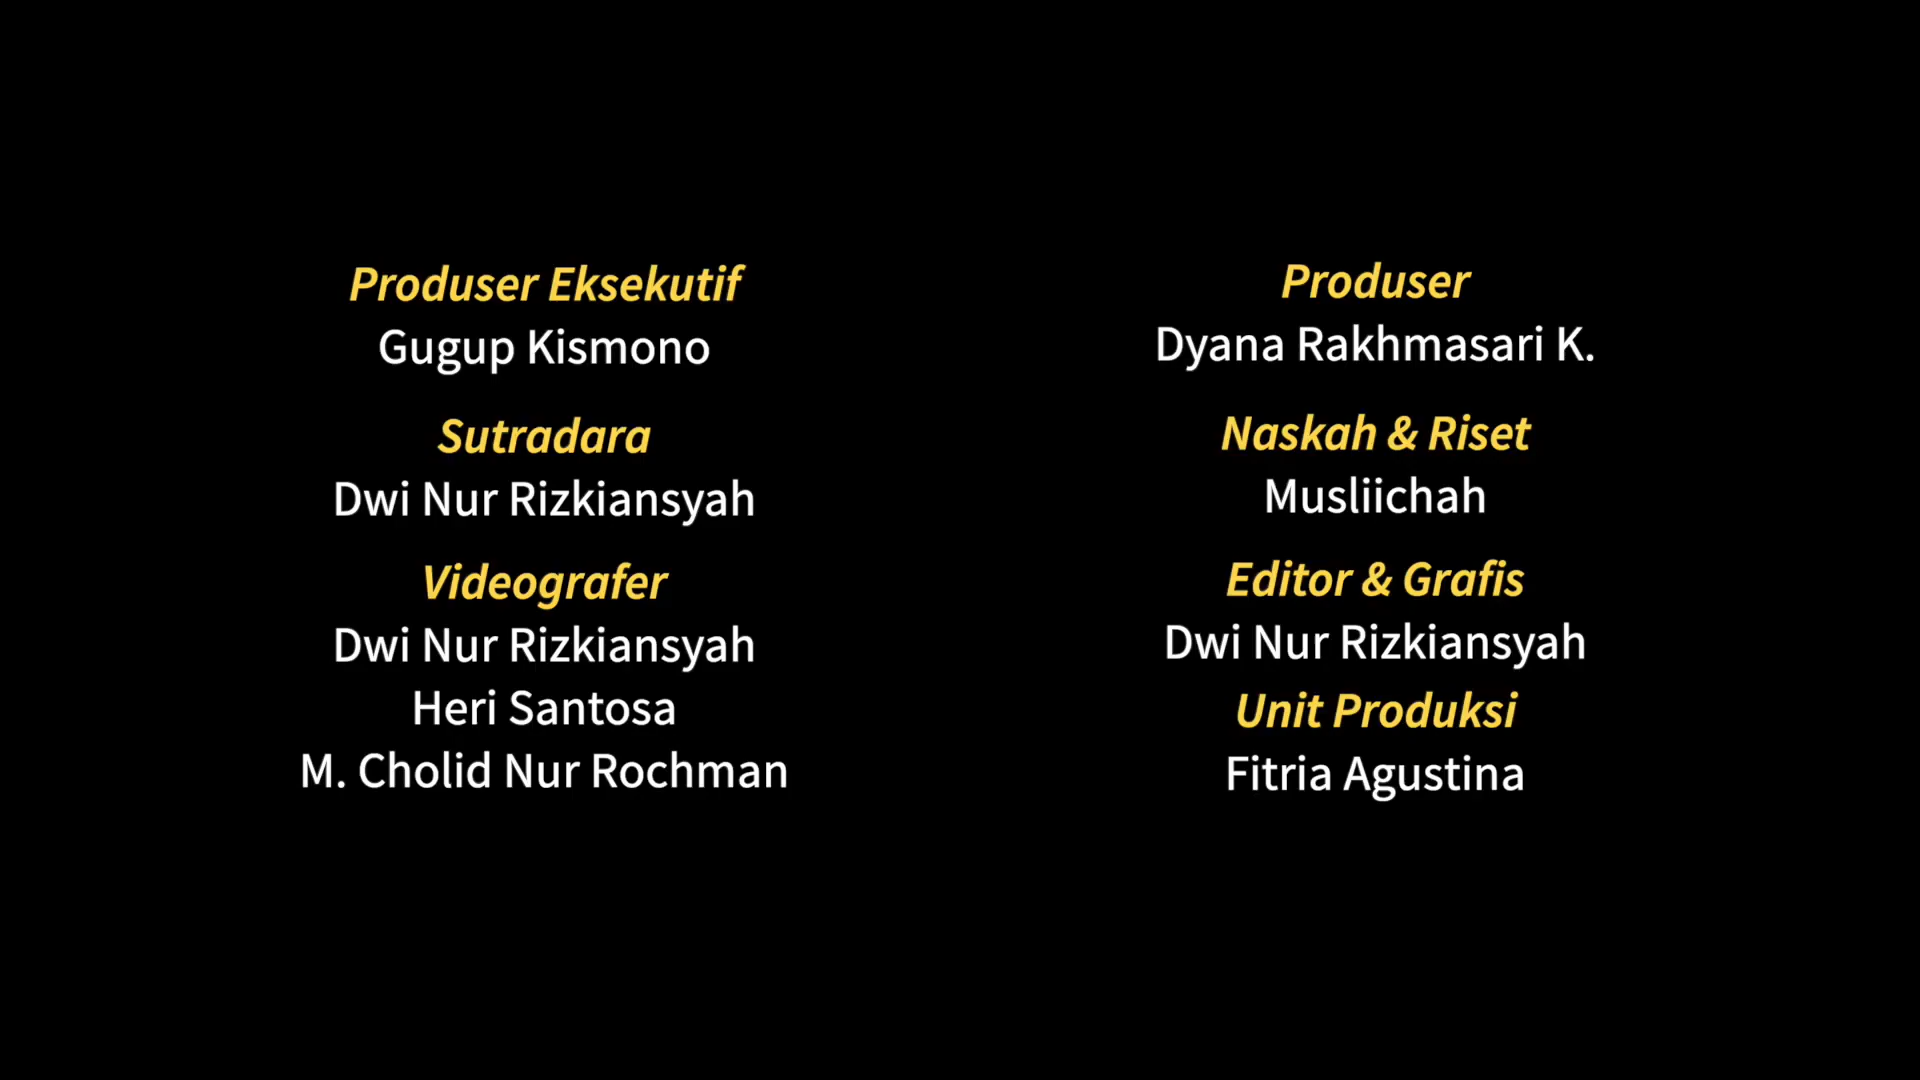 Produser Eksekutif
Gugup Kismono
Sutradara
Dwi Nur Rizkiansyah
Videografer
Dwi Nur Rizkiansyah
Heri Santosa
M. Cholid Nur Rochman
Produser
Dyana Rakhmasari K.
Naskah & Riset
Musliichah
Editor & Grafis
Dwi Nur Rizkiansyah
Unit Produksi
Fitria Agustina